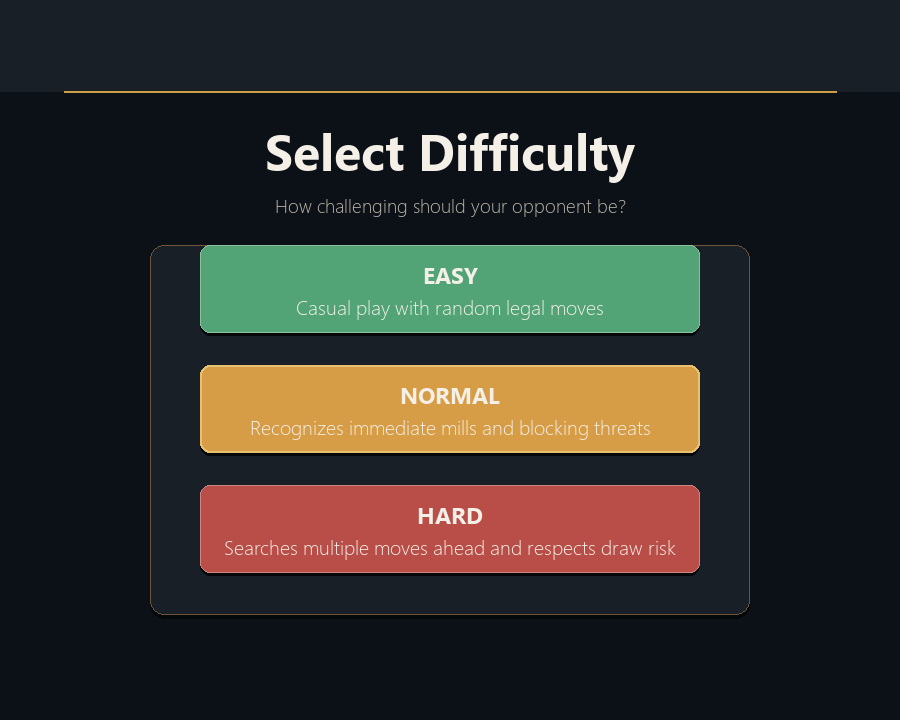 Select Difficulty
How challenging should your opponent be?
EASY
Casual play with random legal moves
NORMAL
Recognizes immediate mills and blocking threats
HARD
Searches multiple moves ahead and respects draw risk